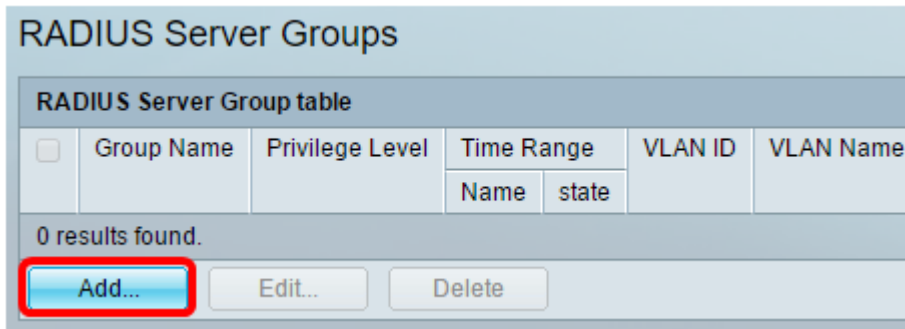 RADIUS Server Groups
RADIUS Server Group table
Group Name Privilege Level Time Range VLAN ID VLAN Name
Name state
0 results found.
Add... Edit... Delete